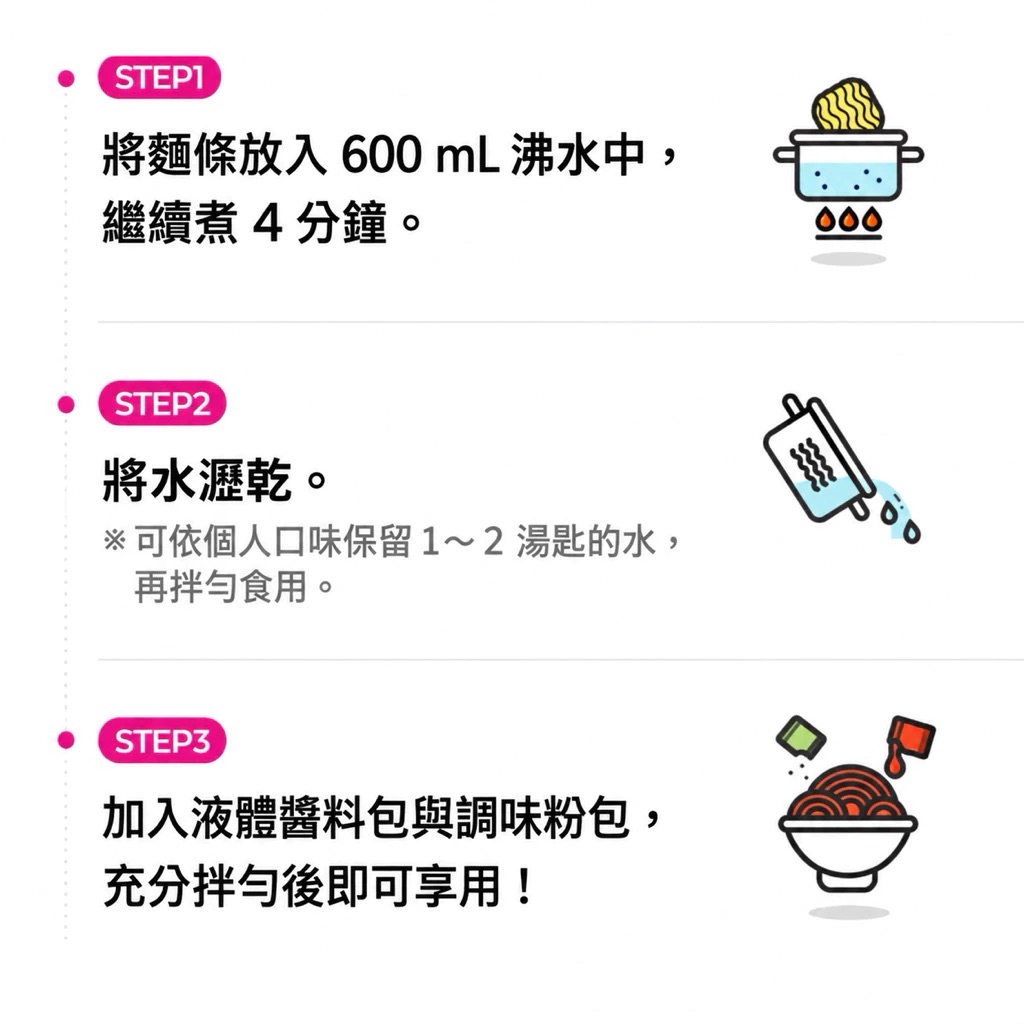 STEP1
將麵條放入 600 mL 沸水中，
繼續煮 4 分鐘。
STEP2
將水瀝乾。
※ 可依個人口味保留 1～2 湯匙的水，
再拌勻食用。
STEP3
加入液體醬料包與調味粉包，
充分拌勻後即可享用！